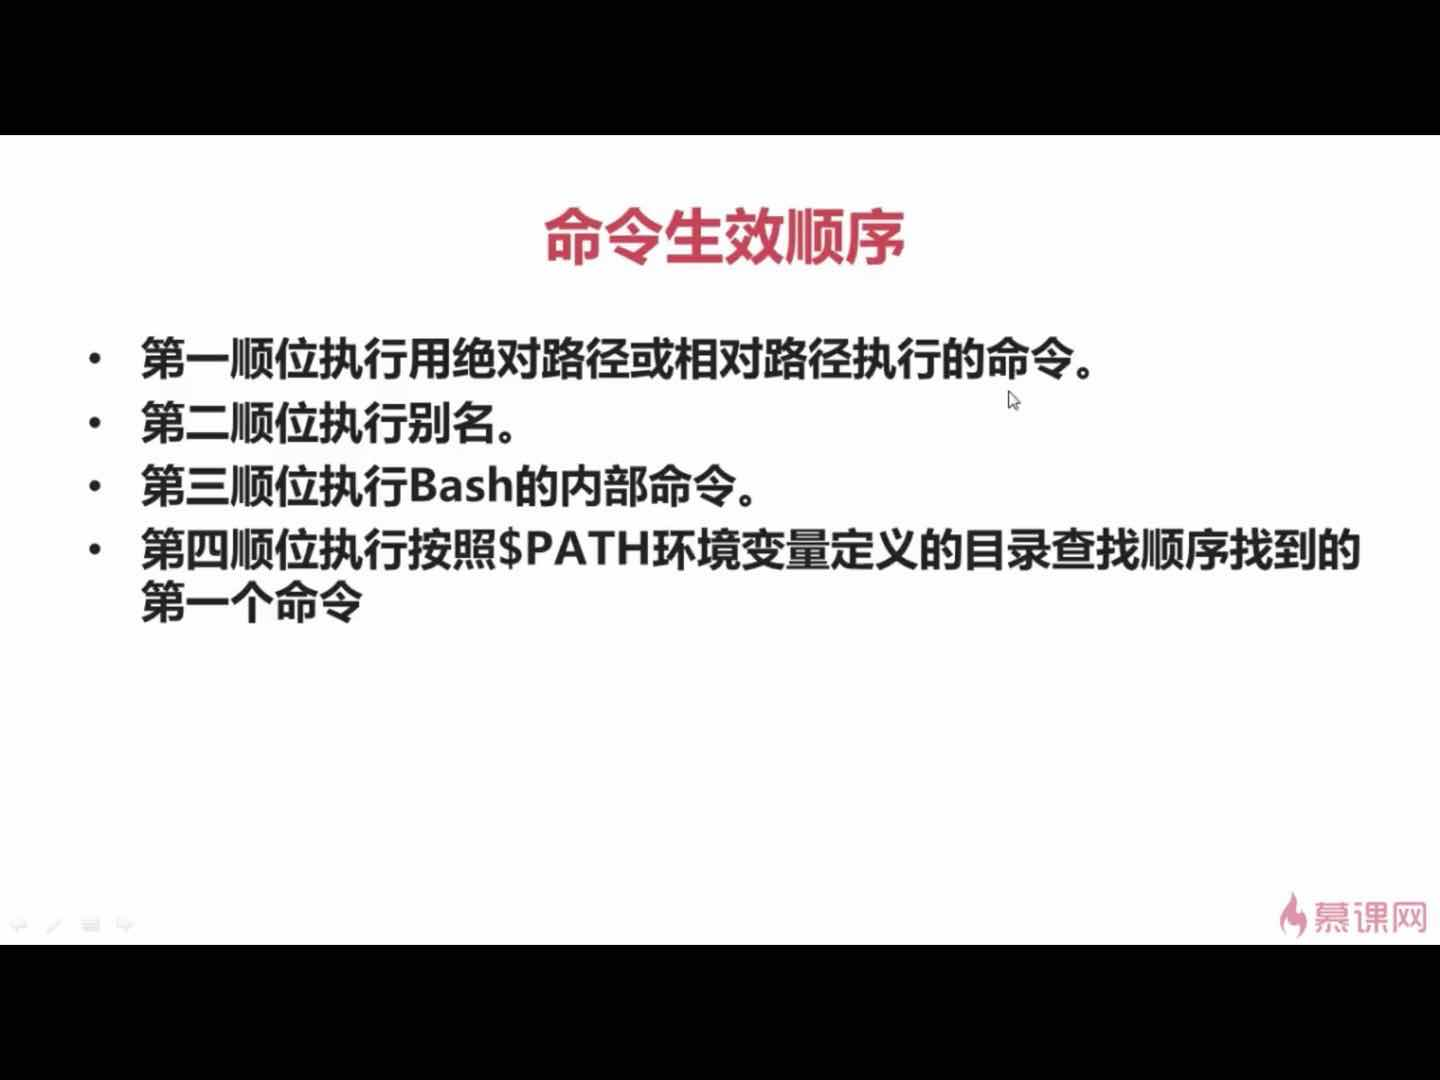 命令生效顺序
• 第一顺位执行用绝对路径或相对路径执行的命令。
• 第二顺位执行别名。
• 第三顺位执行Bash的内部命令。
• 第四顺位执行按照$PATH环境变量定义的目录查找顺序找到的
第一个命令
慕课网